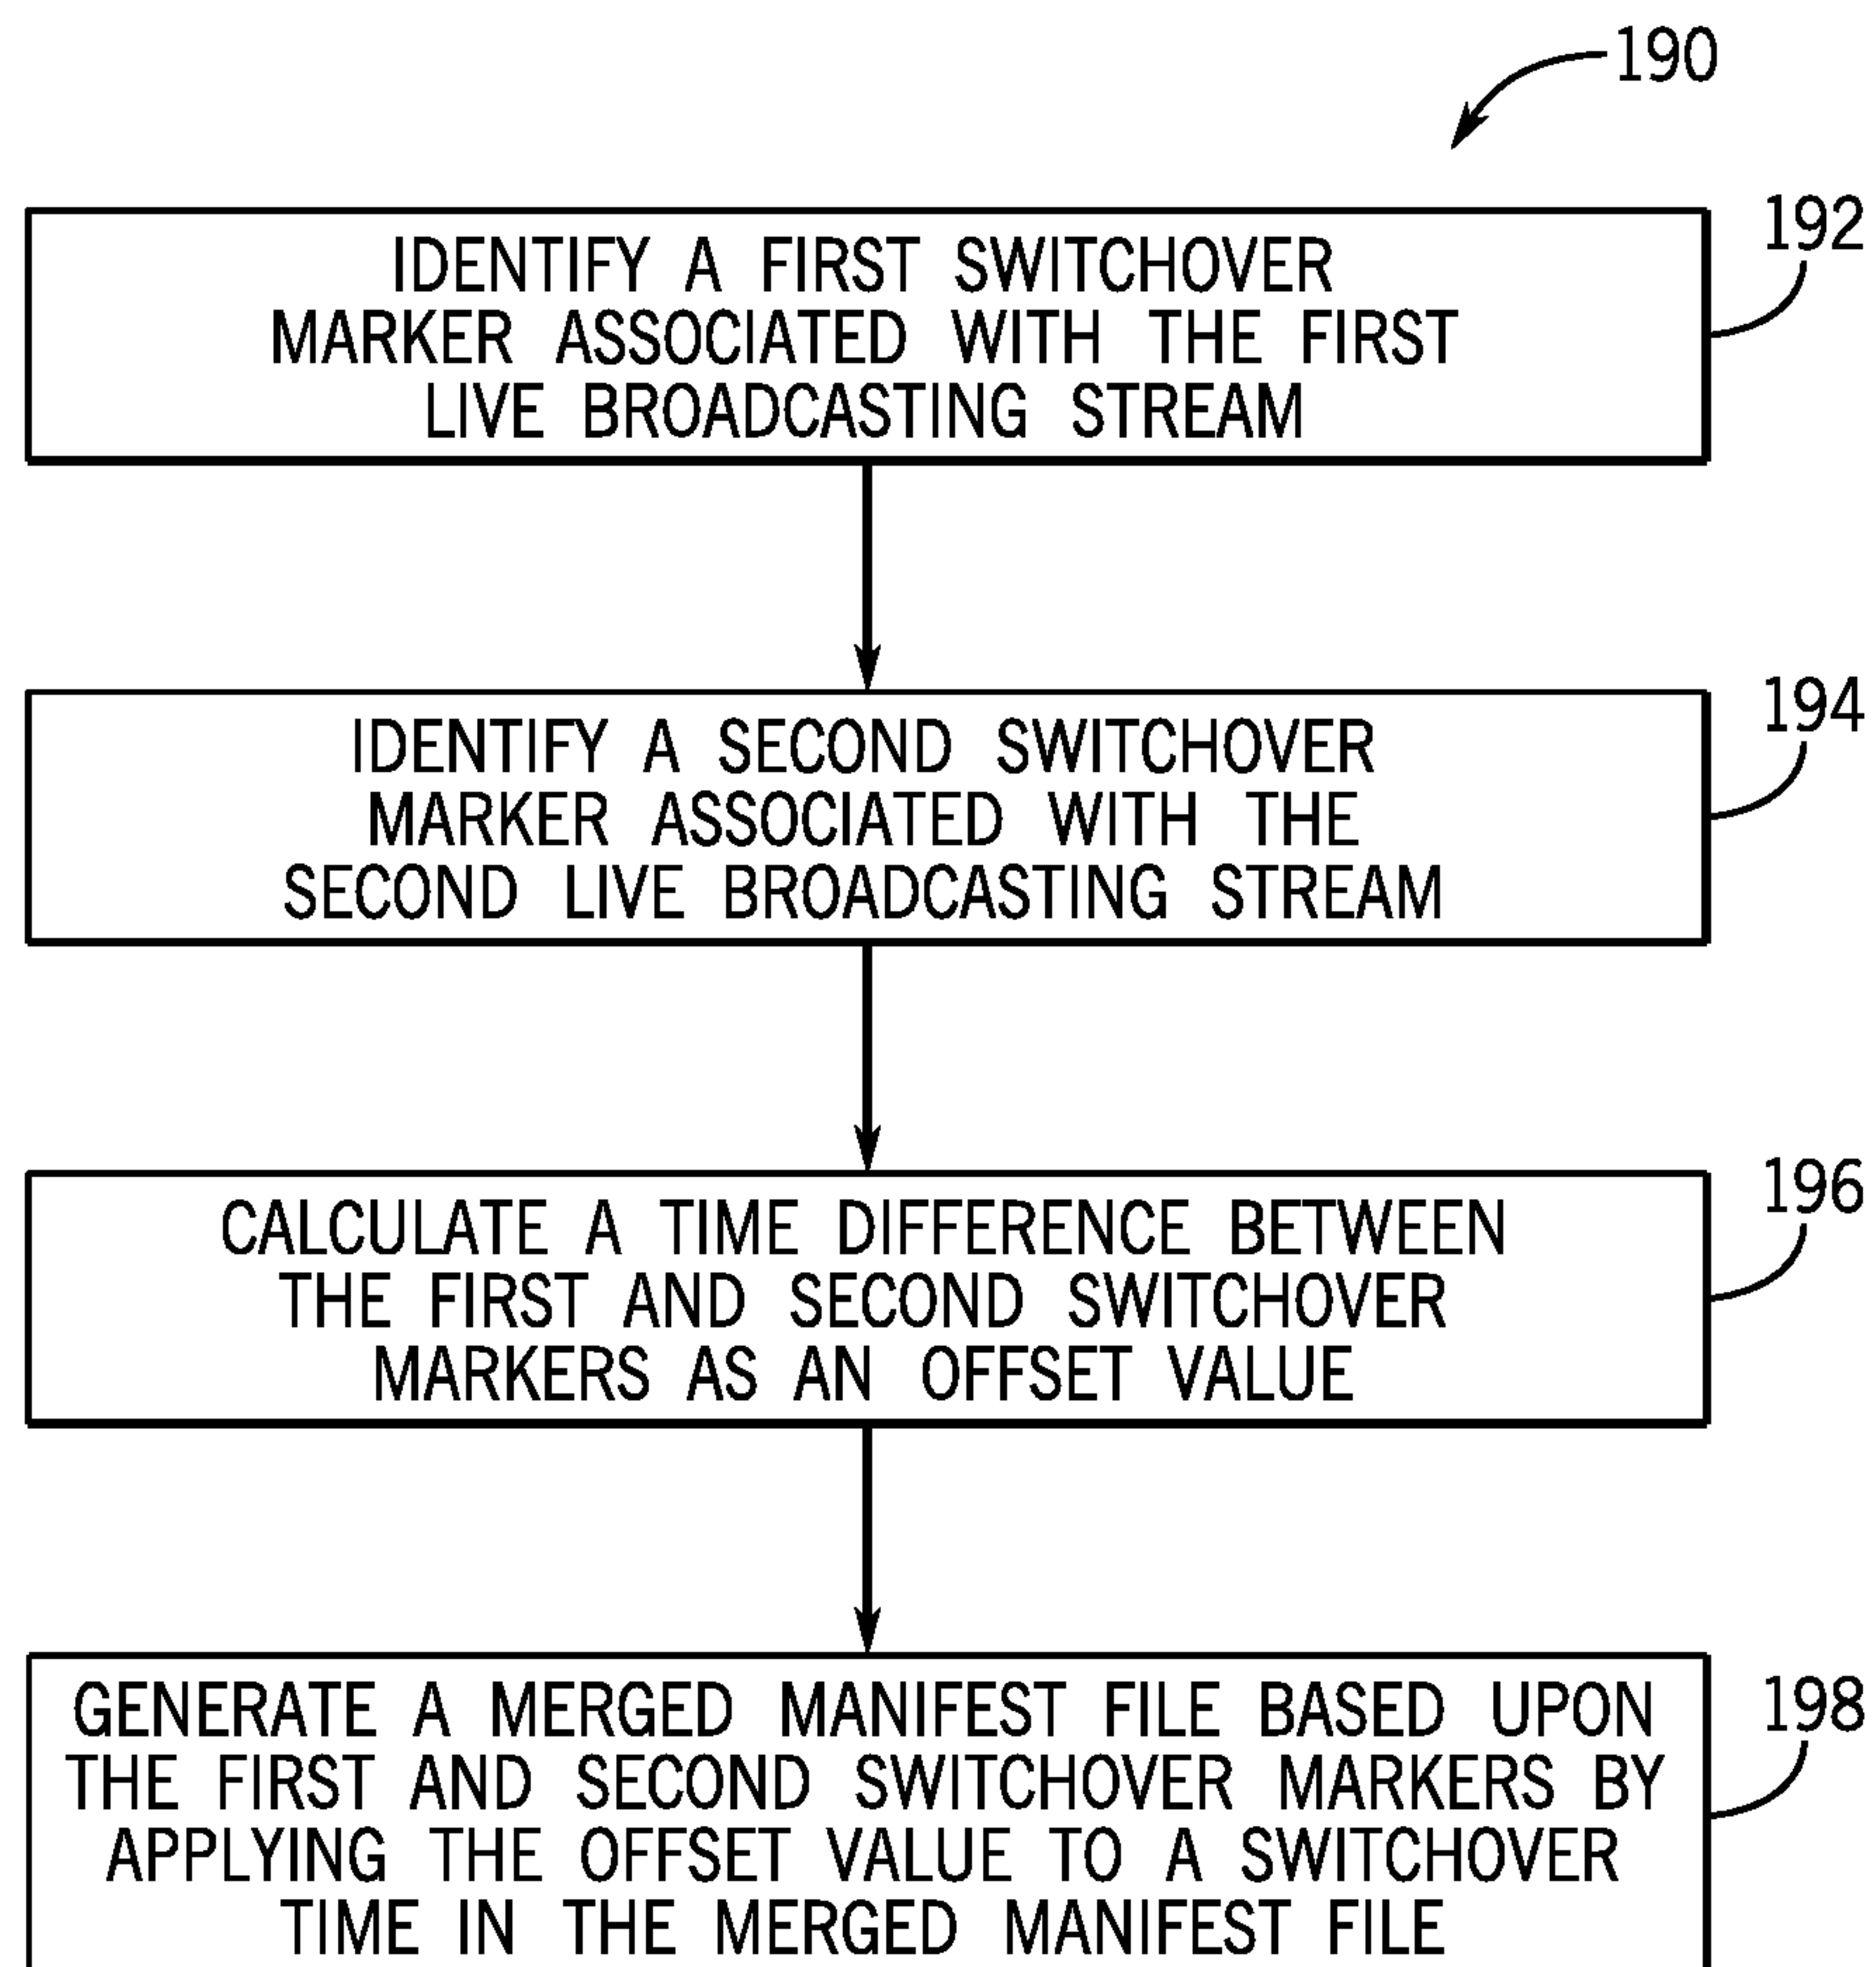 190
192
IDENTIFY A FIRST SWITCHOVER
MARKER ASSOCIATED WITH THE FIRST
LIVE BROADCASTING STREAM
194
IDENTIFY A SECOND SWITCHOVER
MARKER ASSOCIATED WITH THE
SECOND LIVE BROADCASTING STREAM
196
CALCULATE A TIME DIFFERENCE BETWEEN
THE FIRST AND SECOND SWITCHOVER
MARKERS AS AN OFFSET VALUE
198
GENERATE A MERGED MANIFEST FILE BASED UPON
THE FIRST AND SECOND SWITCHOVER MARKERS BY
APPLYING THE OFFSET VALUE TO A SWITCHOVER
TIME IN THE MERGED MANIFEST FILE